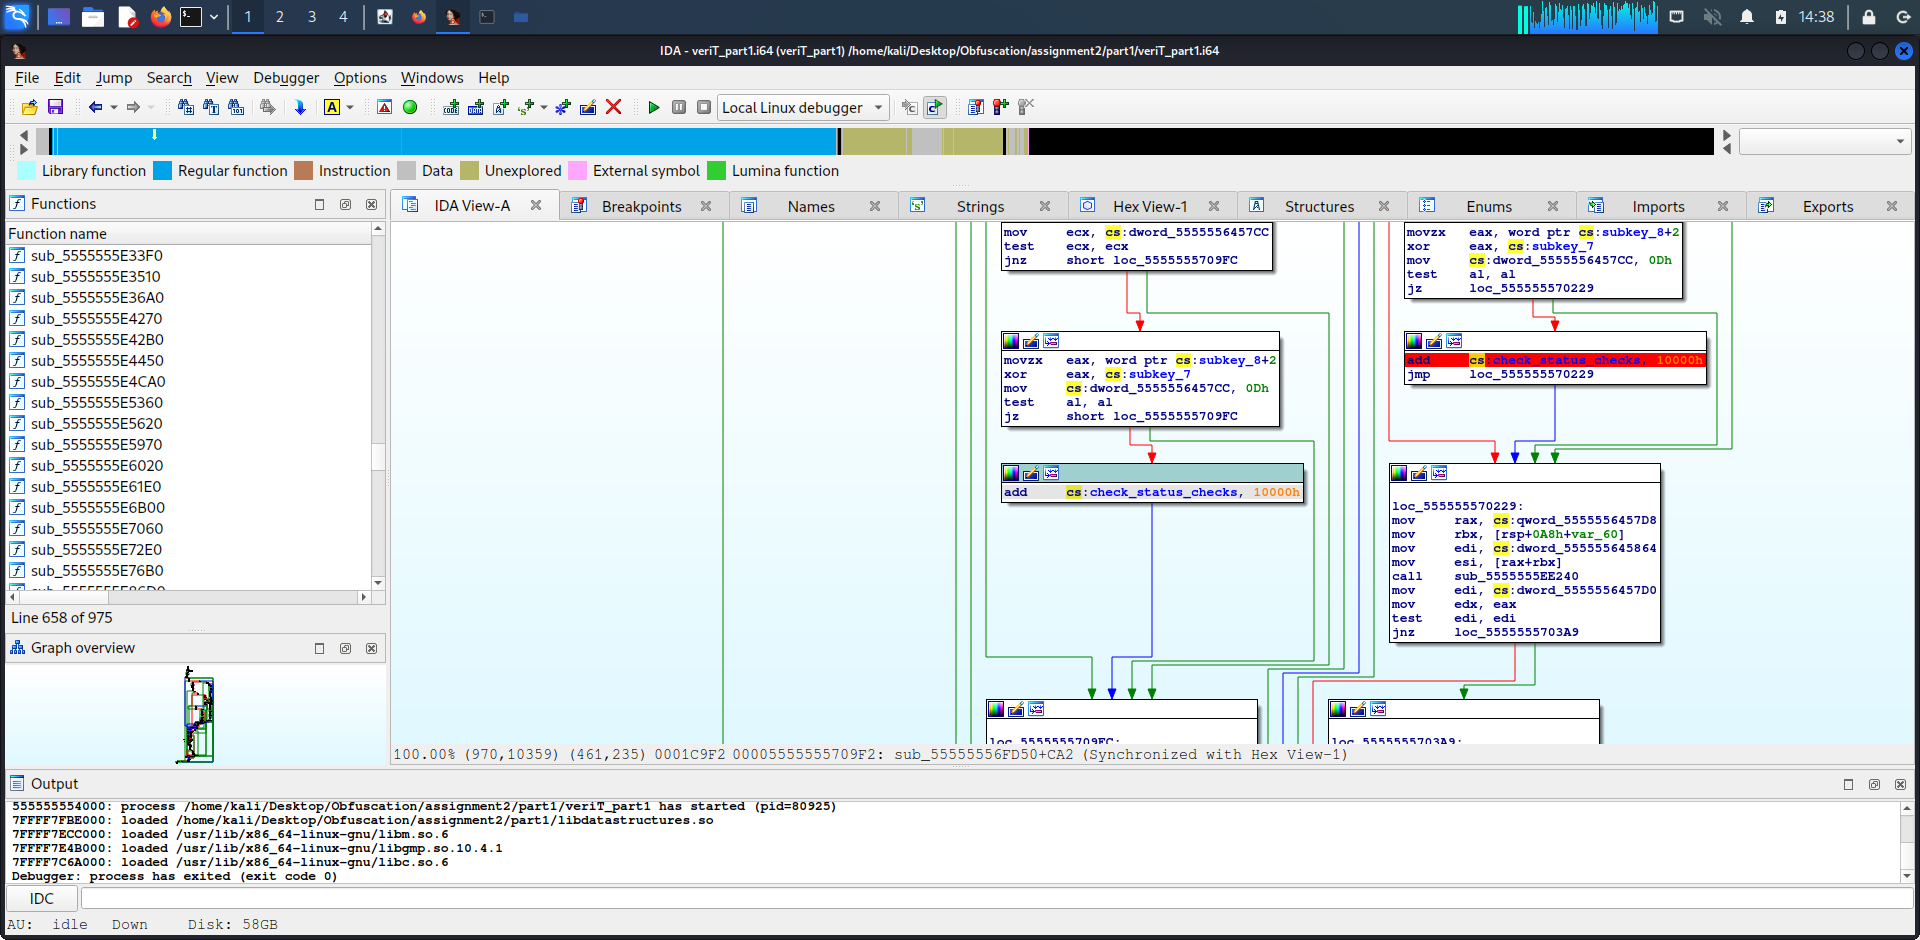 1 2 3 4 14:38
IDA - veriT_part1.i64 (veriT_part1) /home/kali/Desktop/Obfuscation/assignment2/part1/veriT_part1.i64
File Edit Jump Search View Debugger Options Windows Help
Local Linux debugger
Library function Regular function Instruction Data Unexplored External symbol Lumina function
Functions
IDA View-A Breakpoints Names Strings Hex View-1 Structures Enums Imports Exports
Function name
sub_5555555E33F0
sub_5555555E3510
sub_5555555E36A0
sub_5555555E4270
sub_5555555E42B0
sub_5555555E4450
sub_5555555E4CA0
sub_5555555E5360
sub_5555555E5620
sub_5555555E5970
sub_5555555E6020
sub_5555555E61E0
sub_5555555E6B00
sub_5555555E7060
sub_5555555E72E0
sub_5555555E76B0
Line 658 of 975
Graph overview
mov ecx, cs:dword_5555556457CC
test ecx, ecx
jnz short loc_5555555709FC
movzx eax, word ptr cs:subkey_8+2
xor eax, cs:subkey_7
mov cs:dword_5555556457CC, 0Dh
test al, al
jz short loc_5555555709FC
add cs:check_status_checks, 10000h
loc_5555555709FC:
movzx eax, word ptr cs:subkey_8+2
xor eax, cs:subkey_7
mov cs:dword_5555556457CC, 0Dh
test al, al
jz loc_555555570229
add cs:check_status_checks, 10000h
jmp loc_555555570229
loc_555555570229:
mov rax, cs:qword_5555556457D8
mov rbx, [rsp+0A8h+var_60]
mov edi, cs:dword_555555645864
mov esi, [rax+rbx]
call sub_5555555EE240
mov edi, cs:dword_5555556457D0
mov edx, eax
test edi, edi
jnz loc_5555555703A9
loc_5555555703A9:
100.00% (970,10359) (461,235) 0001C9F2 00005555555709F2: sub_55555556FD50+CA2 (Synchronized with Hex View-1)
Output
555555554000: process /home/kali/Desktop/Obfuscation/assignment2/part1/veriT_part1 has started (pid=80925)
7FFFF7FBE000: loaded /home/kali/Desktop/Obfuscation/assignment2/part1/libdatastructures.so
7FFFF7ECC000: loaded /usr/lib/x86_64-linux-gnu/libm.so.6
7FFFF7E4B000: loaded /usr/lib/x86_64-linux-gnu/libgmp.so.10.4.1
7FFFF7C6A000: loaded /usr/lib/x86_64-linux-gnu/libc.so.6
Debugger: process has exited (exit code 0)
IDC
AU: idle Down Disk: 58GB